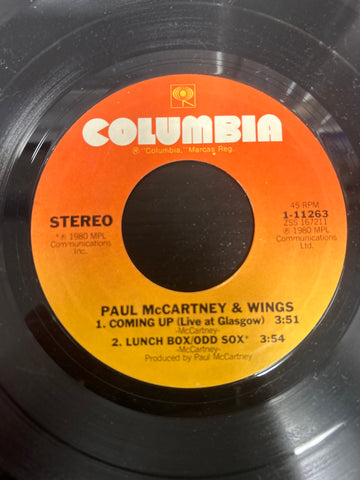 COLUMBIA
® "Columbia," Marcas Reg.
STEREO
*℗ 1980 MPL
Communications
Inc.
45 RPM
1-11263
ZSS 167211
℗ 1980 MPL
Communications
Ltd.
PAUL McCARTNEY & WINGS
1. COMING UP (Live at Glasgow) 3:51
-McCartney-
2. LUNCH BOX/ODD SOX* 3:54
-McCartney-
Produced by Paul McCartney